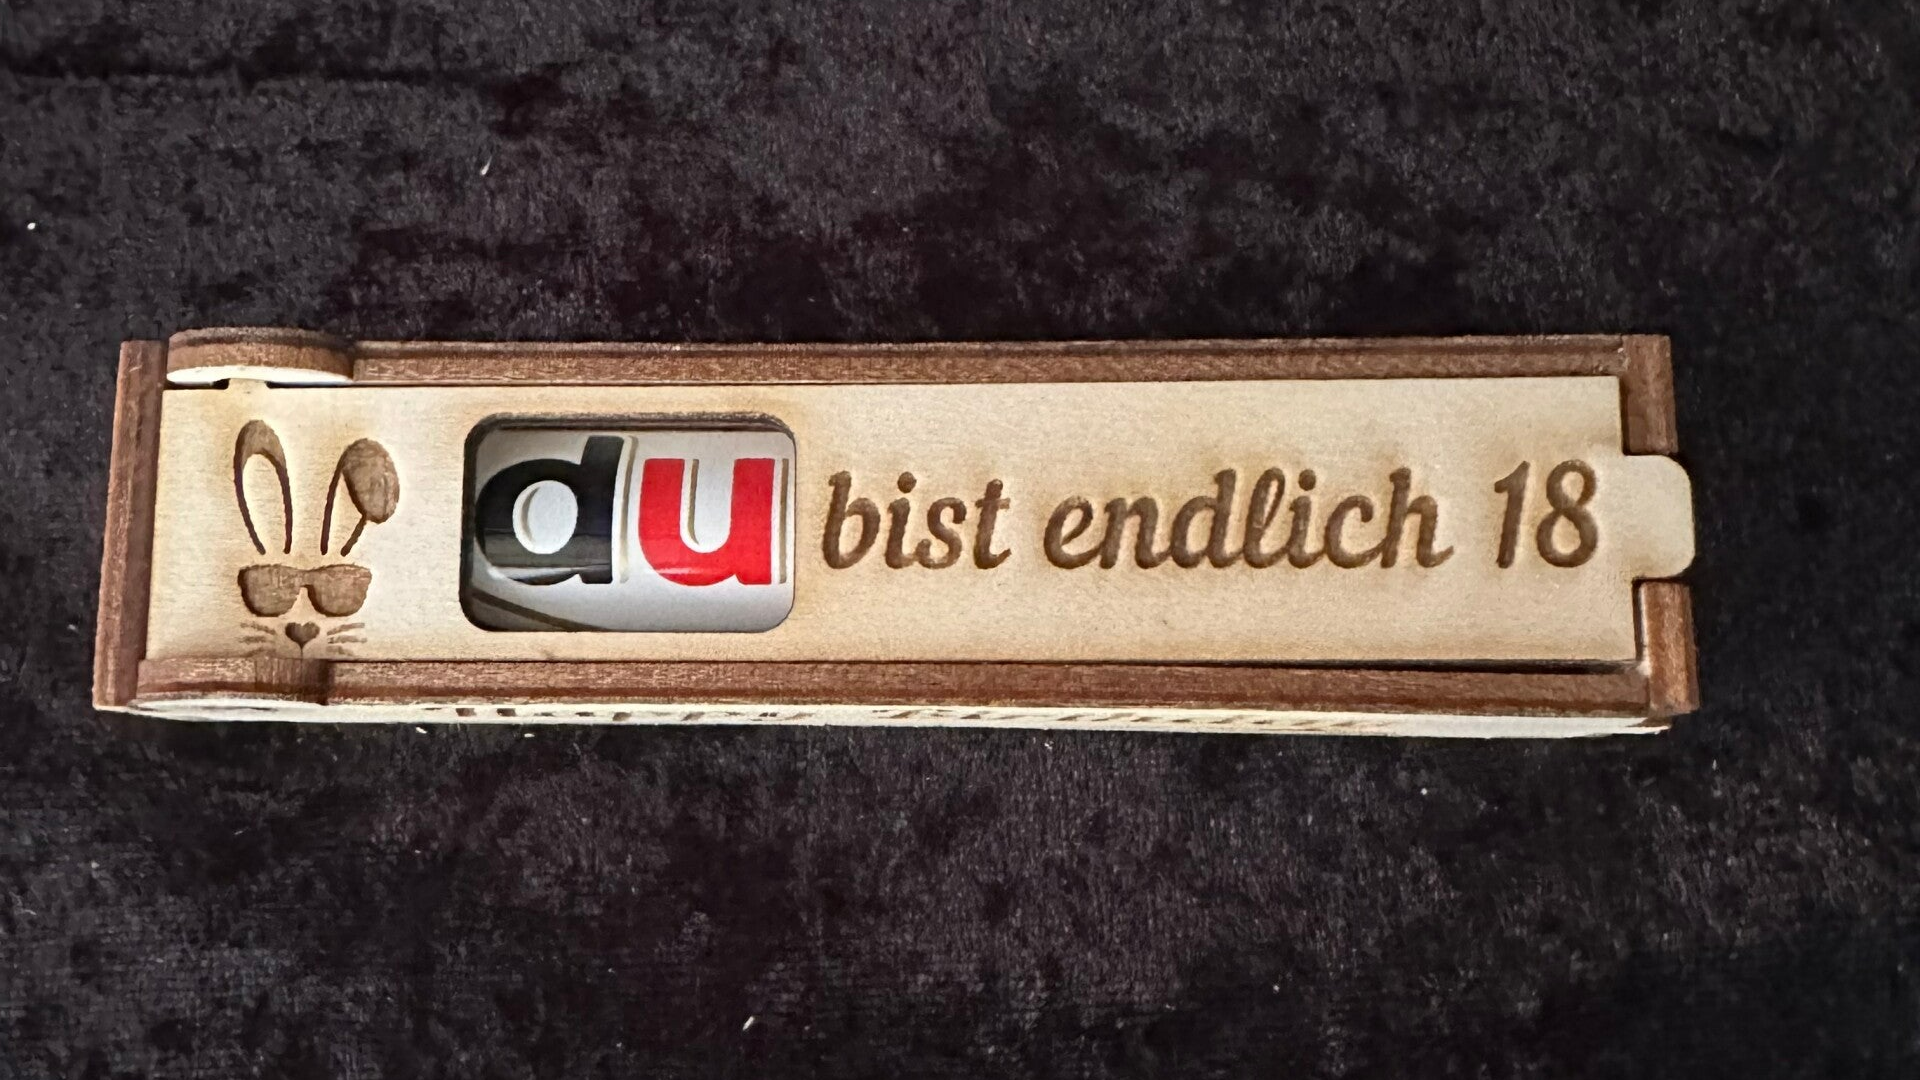 du bist endlich 18